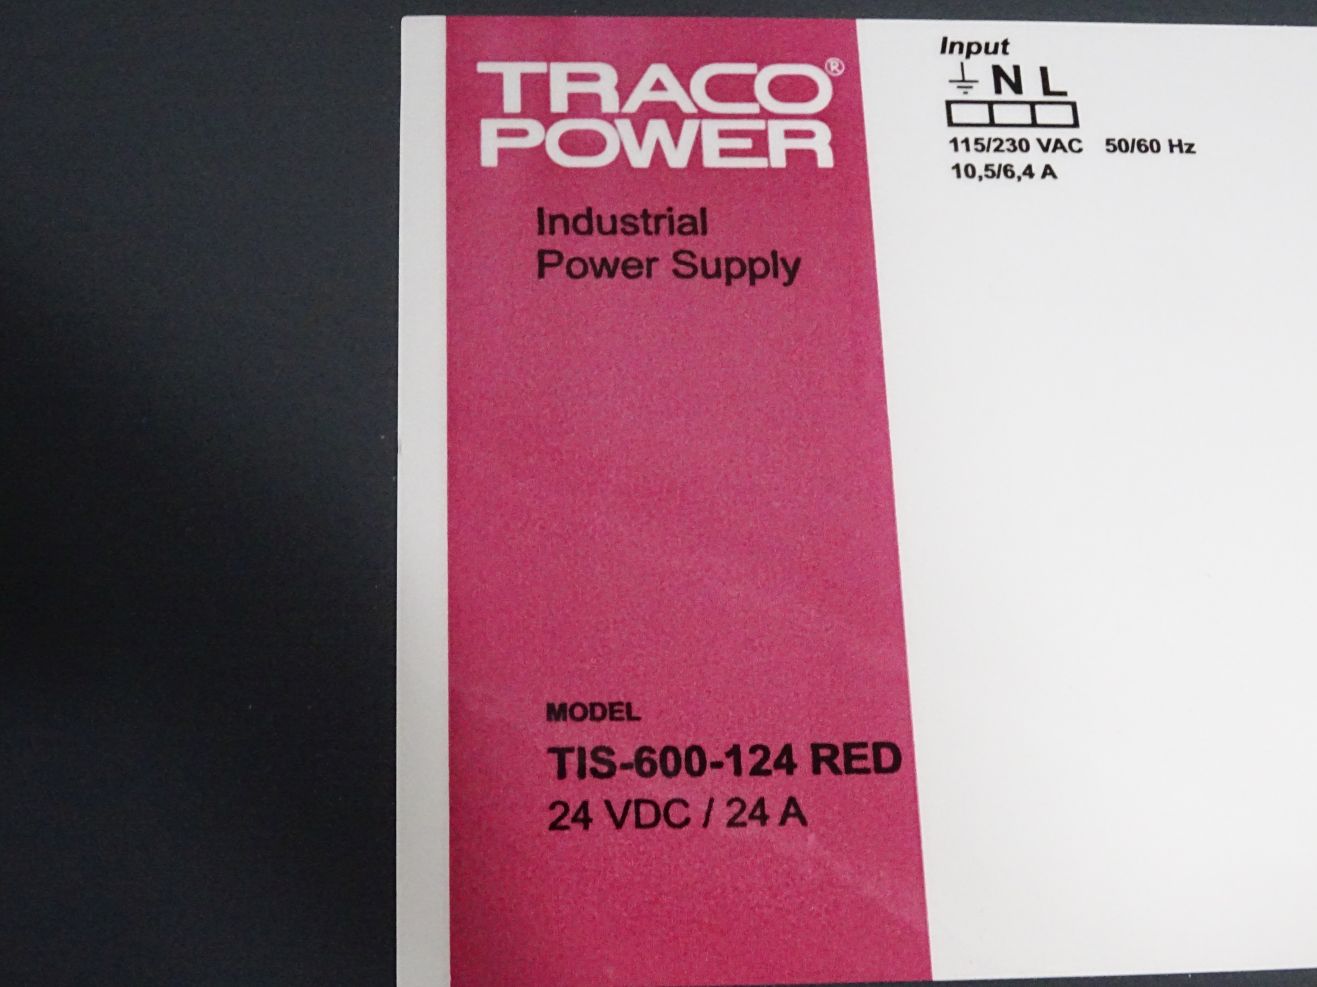 TRACO®
POWER
Industrial
Power Supply
MODEL
TIS-600-124 RED
24 VDC / 24 A
Input
⏚ N L
115/230 VAC 50/60 Hz
10,5/6,4 A